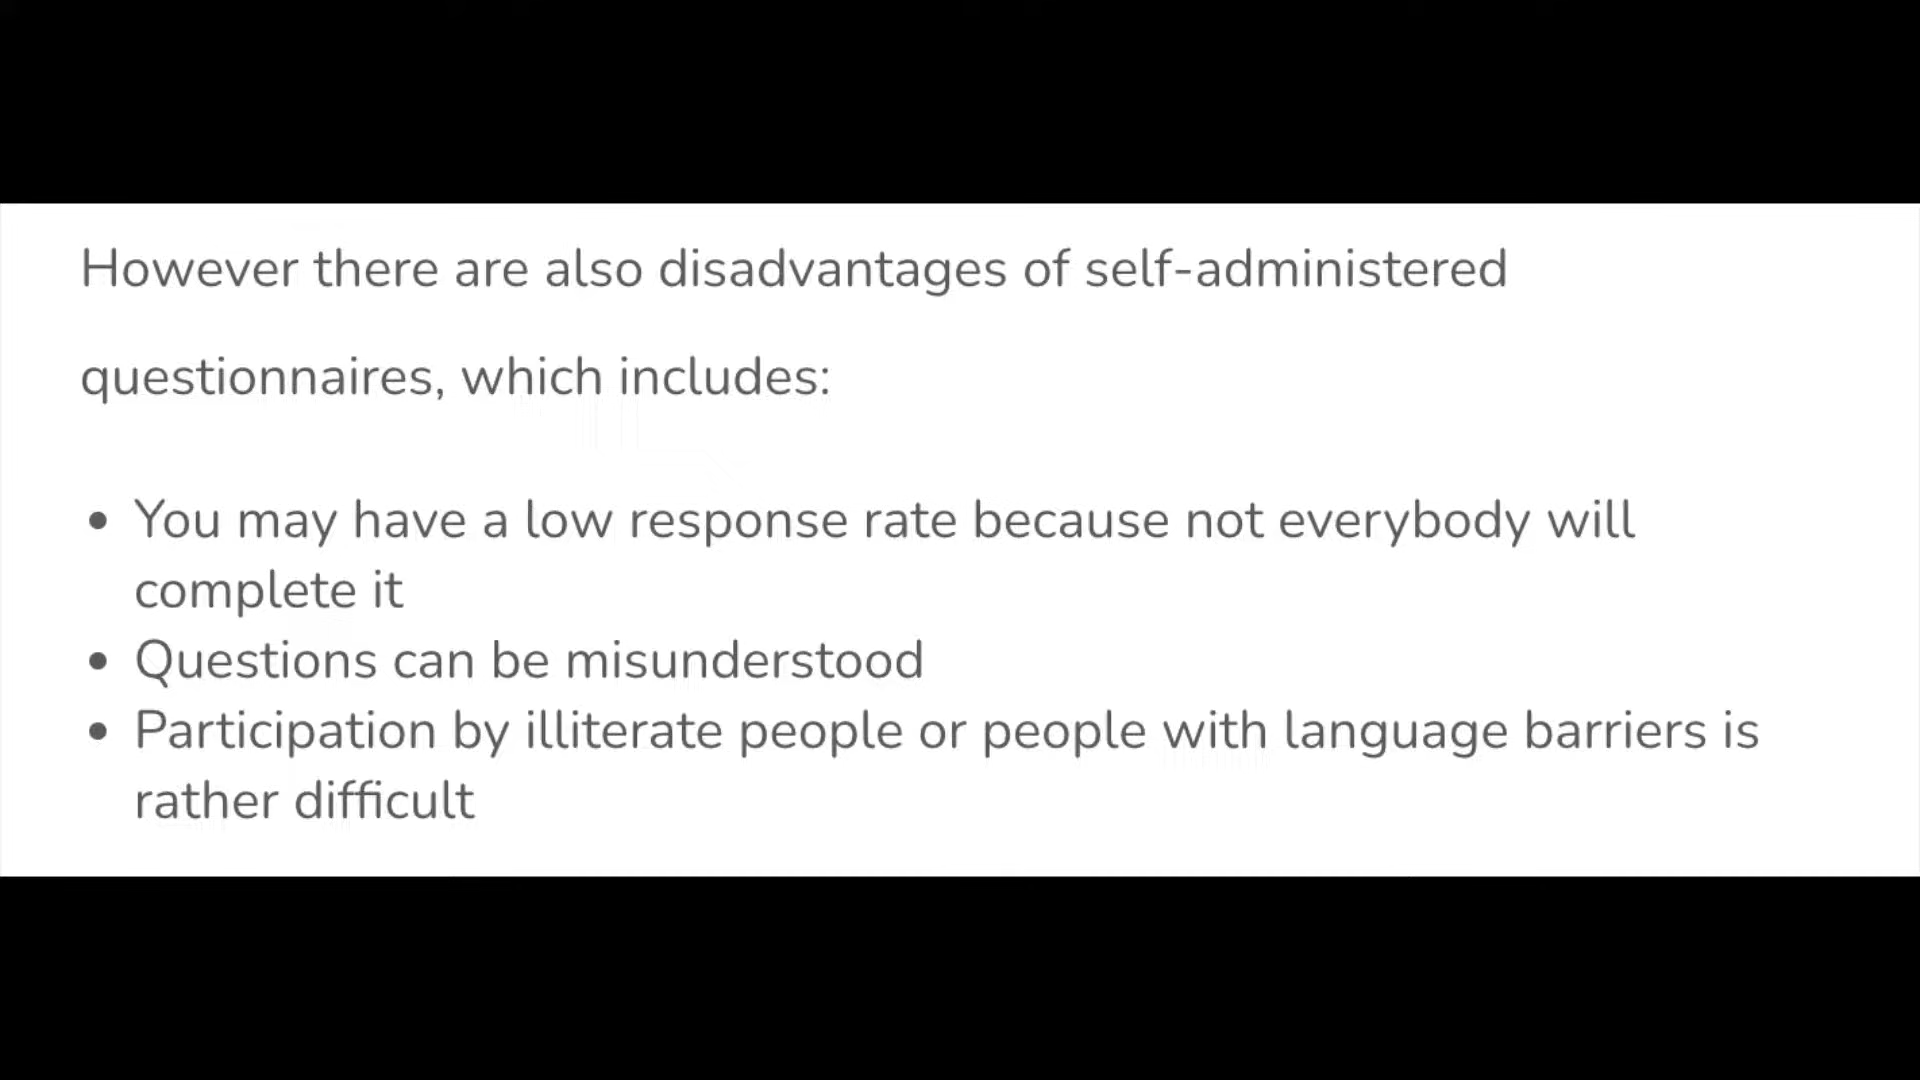 However there are also disadvantages of self-administered
questionnaires, which includes:
• You may have a low response rate because not everybody will
complete it
• Questions can be misunderstood
• Participation by illiterate people or people with language barriers is
rather difficult